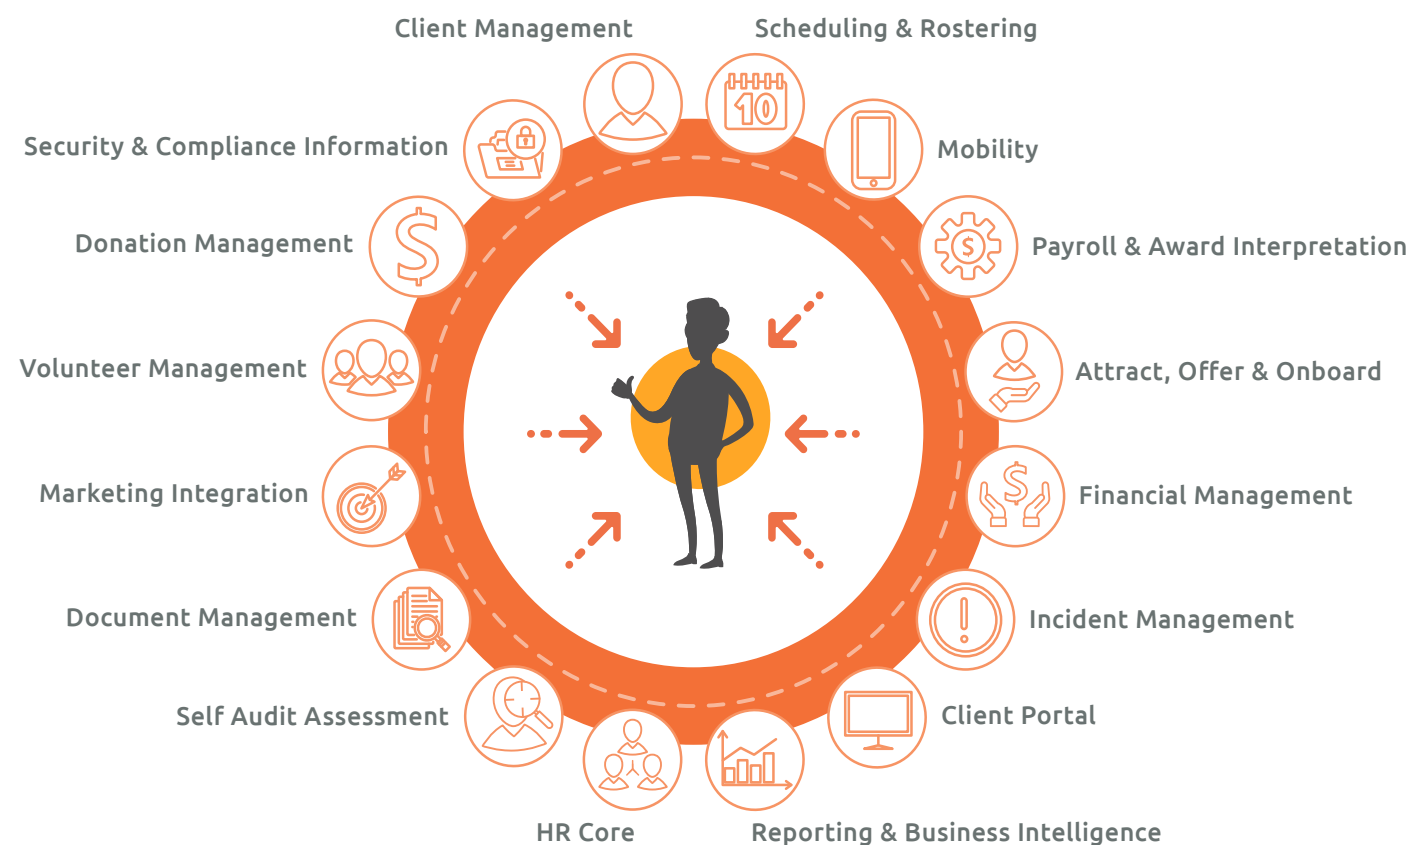 Client Management
Scheduling & Rostering
Security & Compliance Information
10
Mobility
Donation Management
$
Payroll & Award Interpretation
$
Volunteer Management
Attract, Offer & Onboard
Marketing Integration
Financial Management
$
Document Management
Incident Management
!
Self Audit Assessment
Client Portal
HR Core
Reporting & Business Intelligence